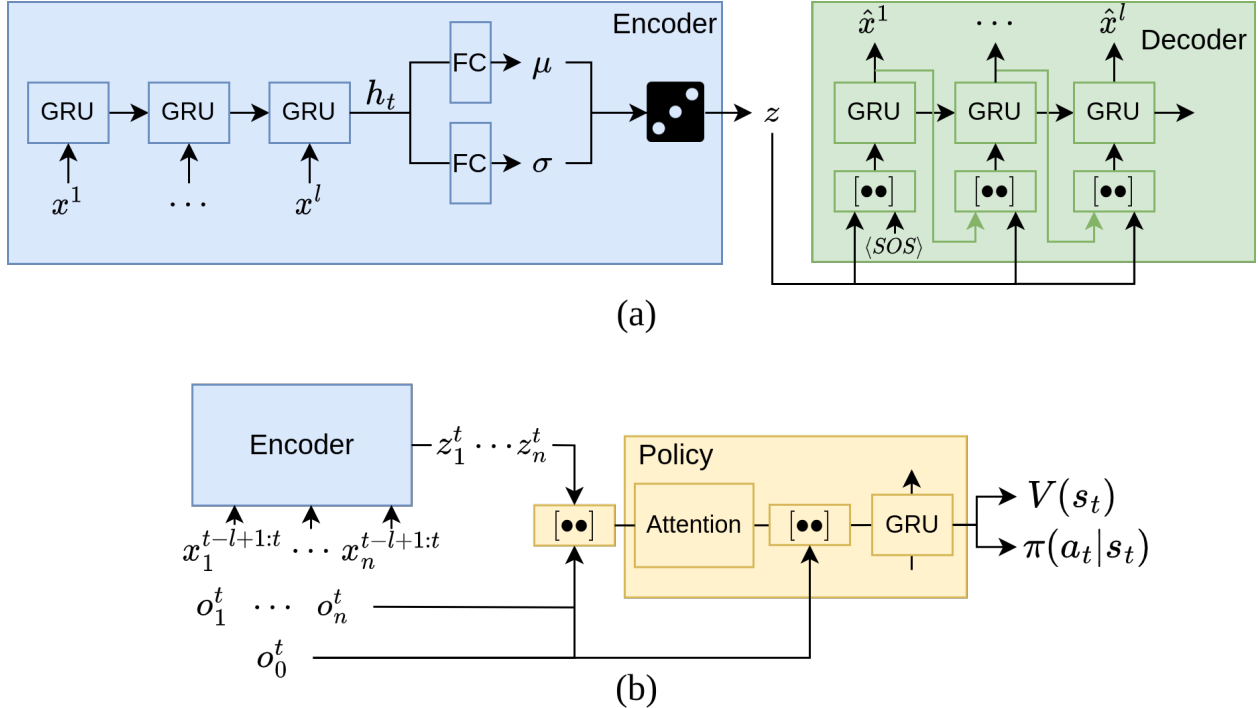 Encoder
Decoder
GRU GRU GRU
h_t
FC
μ
FC
σ
z
x^1 ⋯ x^l
x̂^1 ⋯ x̂^l
GRU GRU GRU
[●●] [●●] [●●]
⟨SOS⟩
(a)
Encoder
z_1^t ⋯ z_n^t
x_1^{t−l+1:t} ⋯ x_n^{t−l+1:t}
o_1^t ⋯ o_n^t
o_0^t
Policy
[●●] Attention [●●] GRU
V(s_t)
π(a_t|s_t)
(b)